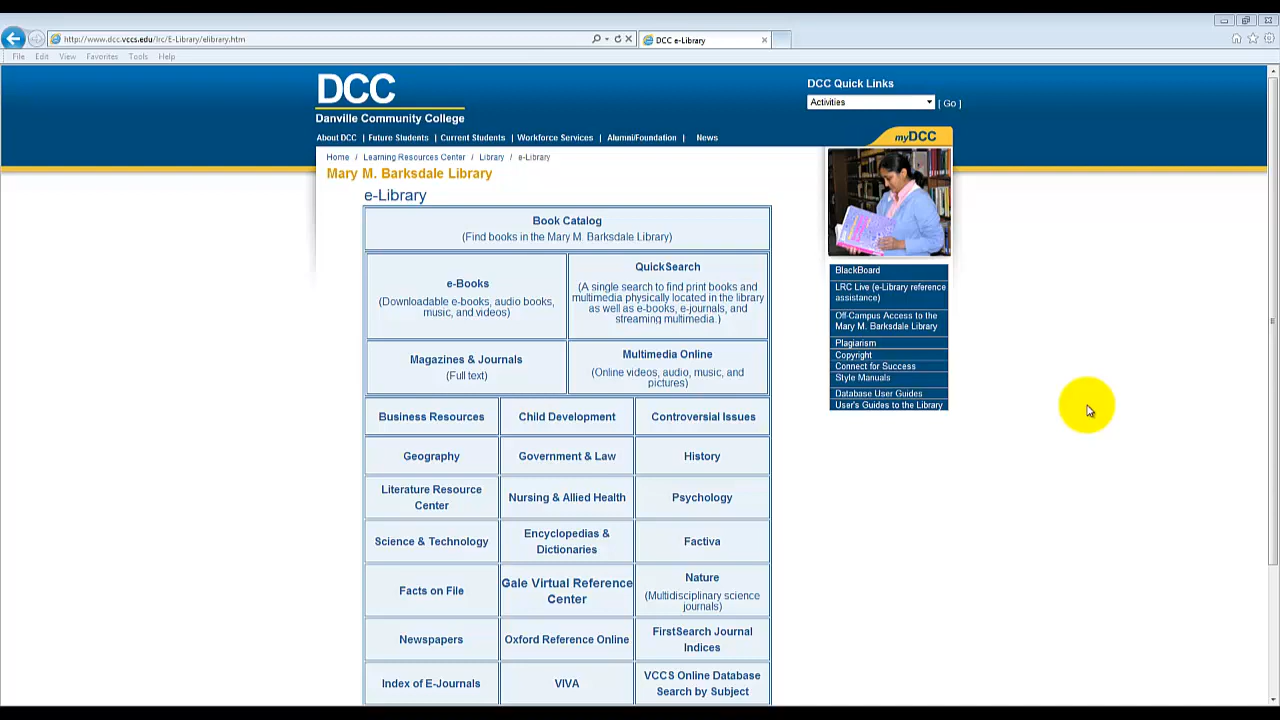 http://www.dcc.vccs.edu/lrc/E-Library/elibrary.htm
DCC e-Library
File Edit View Favorites Tools Help
DCC
Danville Community College
DCC Quick Links
Activities [ Go ]
About DCC | Future Students | Current Students | Workforce Services | Alumni/Foundation | News
myDCC
Home / Learning Resources Center / Library / e-Library
Mary M. Barksdale Library
e-Library
Book Catalog
(Find books in the Mary M. Barksdale Library)
e-Books
(Downloadable e-books, audio books,
music, and videos)
QuickSearch
(A single search to find print books and
multimedia physically located in the library
as well as e-books, e-journals, and
streaming multimedia.)
Magazines & Journals
(Full text)
Multimedia Online
(Online videos, audio, music, and
pictures)
Business Resources
Child Development
Controversial Issues
Geography
Government & Law
History
Literature Resource
Center
Nursing & Allied Health
Psychology
Science & Technology
Encyclopedias &
Dictionaries
Factiva
Facts on File
Gale Virtual Reference
Center
Nature
(Multidisciplinary science
journals)
Newspapers
Oxford Reference Online
FirstSearch Journal
Indices
Index of E-Journals
VIVA
VCCS Online Database
Search by Subject
BlackBoard
LRC Live (e-Library reference
assistance)
Off-Campus Access to the
Mary M. Barksdale Library
Plagiarism
Copyright
Connect for Success
Style Manuals
Database User Guides
User's Guides to the Library